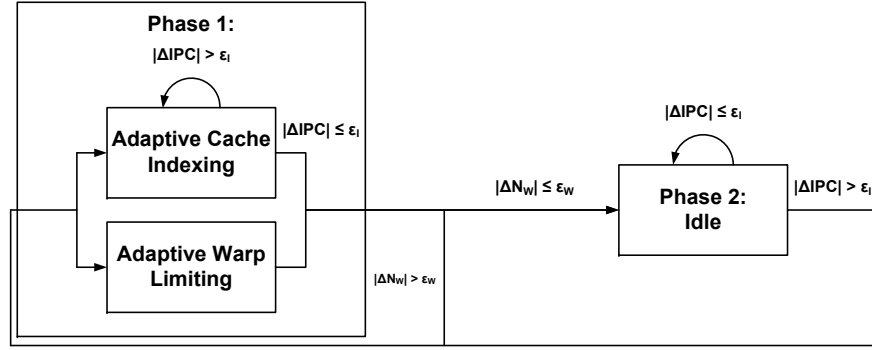 Phase 1:
|ΔIPC| > εI
Adaptive Cache
Indexing
|ΔIPC| ≤ εI
Adaptive Warp
Limiting
|ΔNW| > εW
|ΔNW| ≤ εW
|ΔIPC| ≤ εI
Phase 2:
Idle
|ΔIPC| > εI